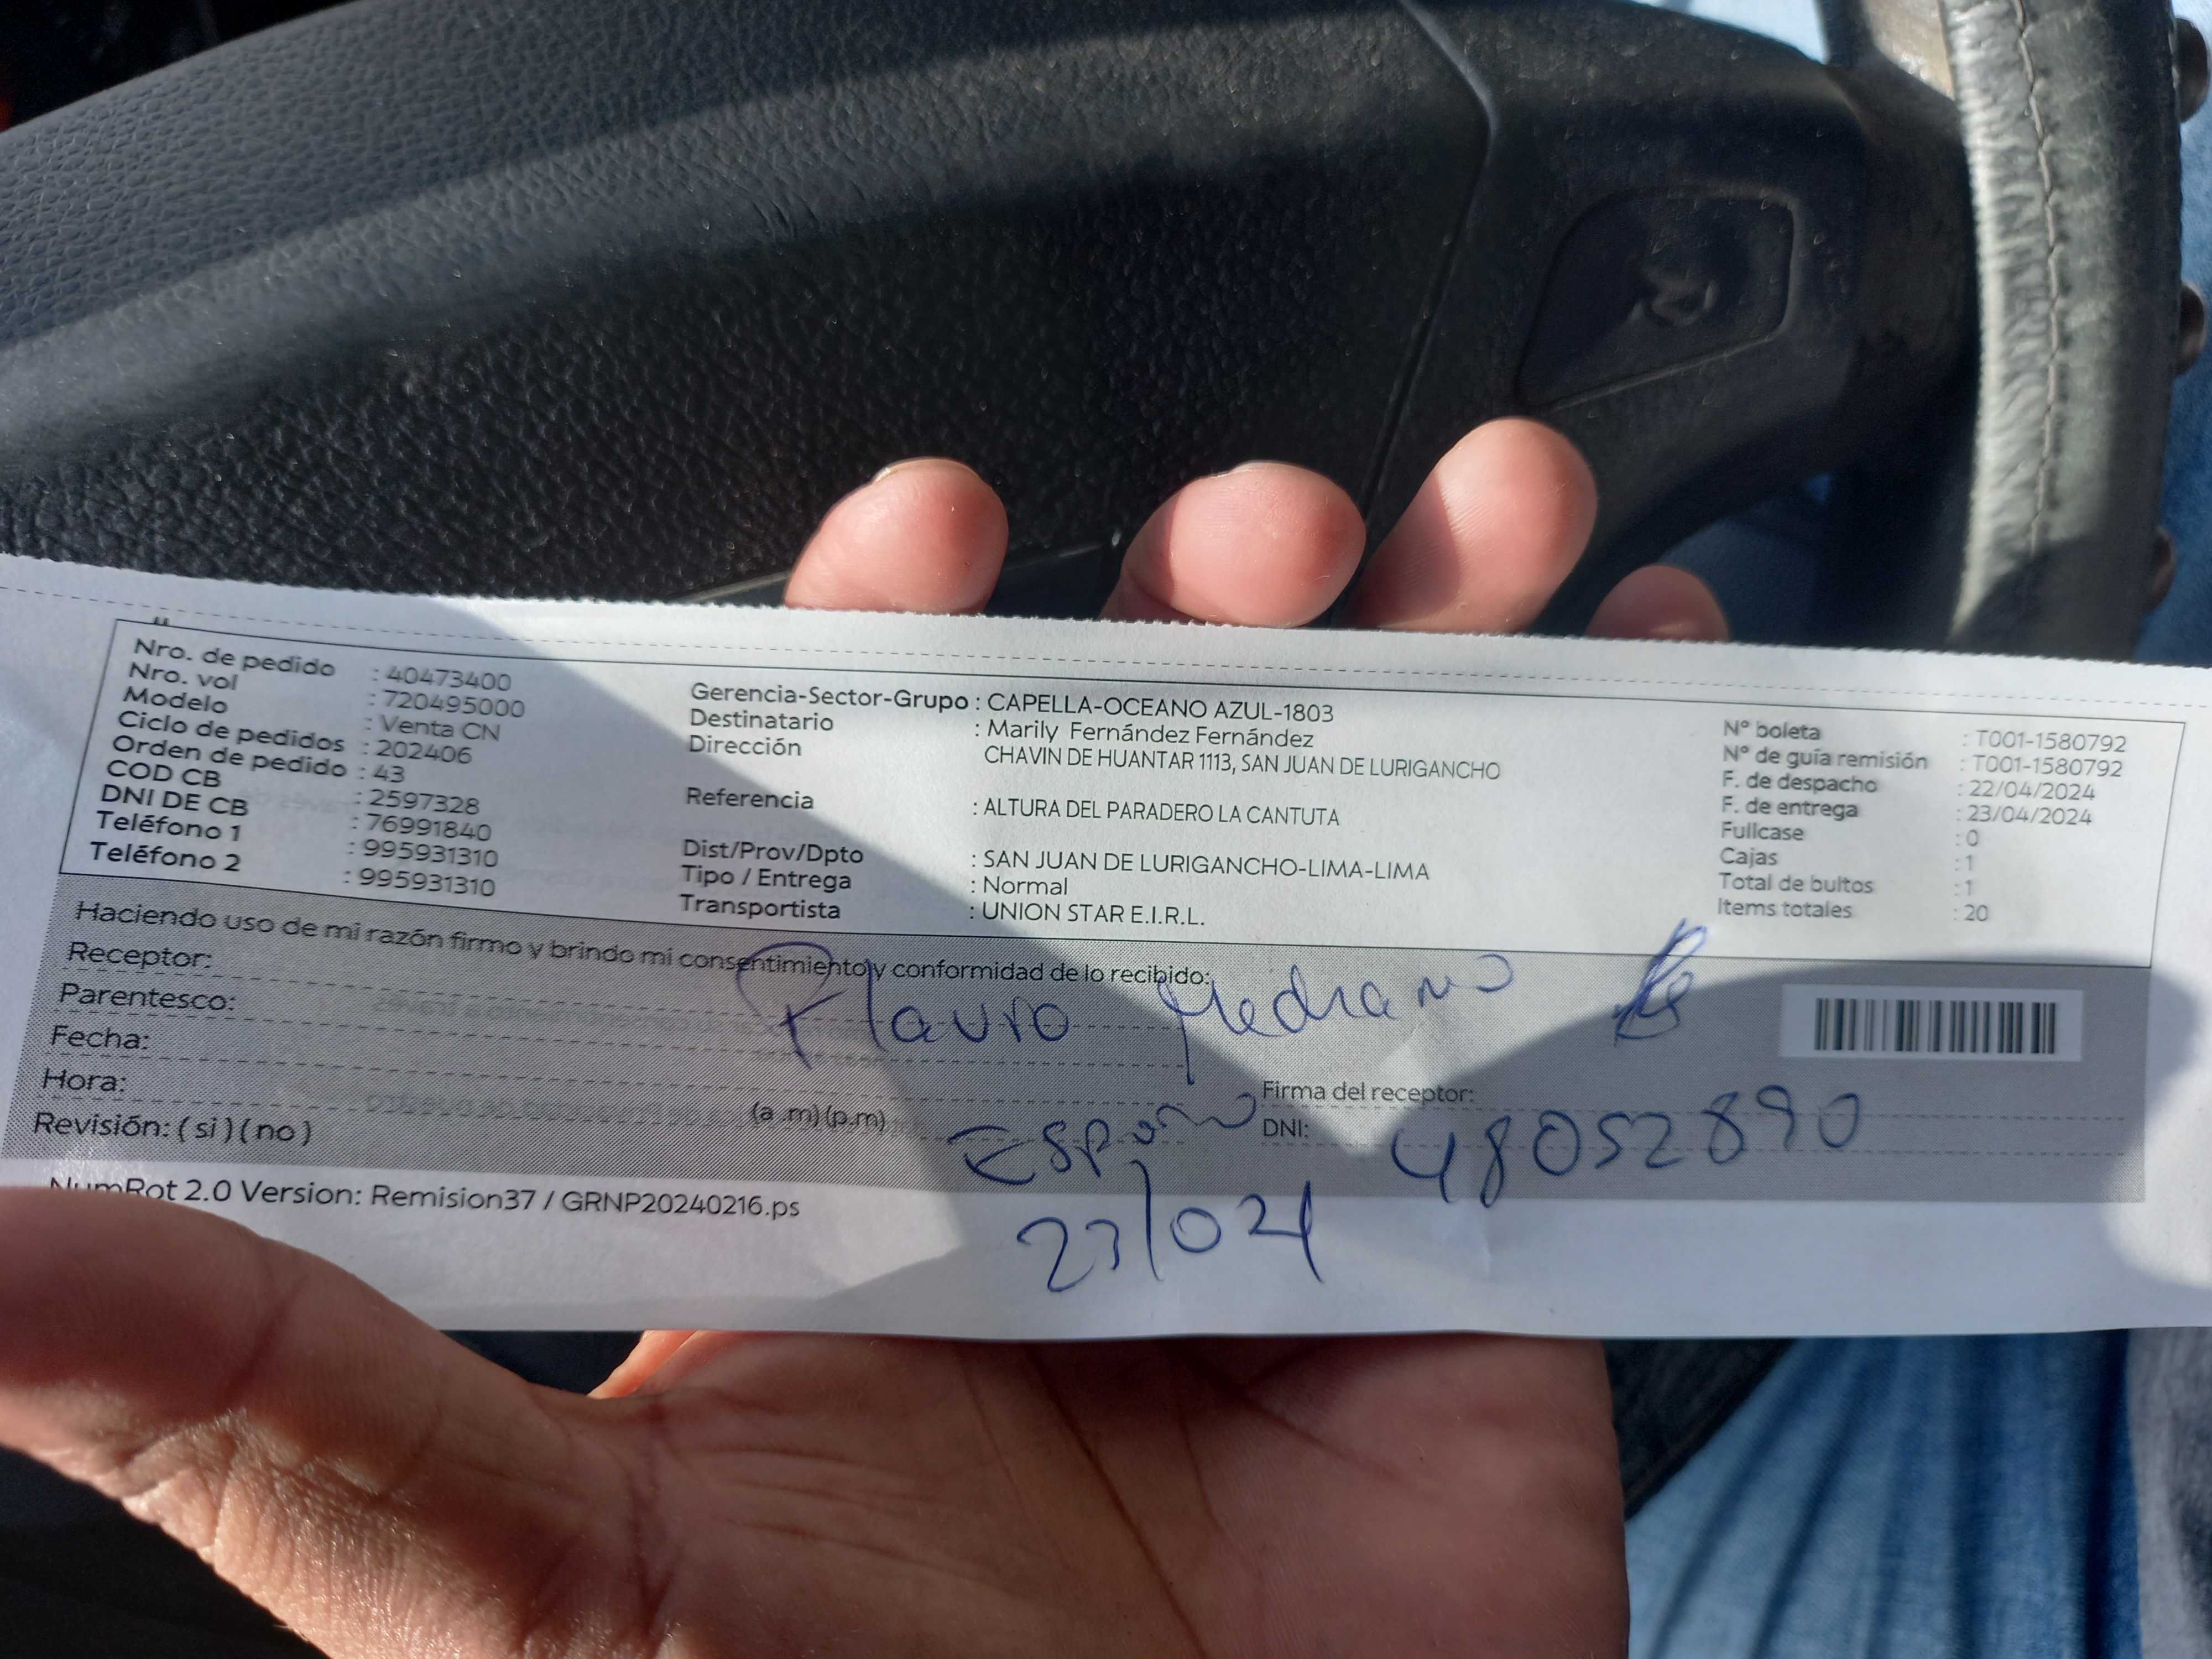 Nro. de pedido : 40473400
Nro. vol : 720495000
Modelo : Venta CN
Ciclo de pedidos : 202406
Orden de pedido : 43
COD CB : 2597328
DNI DE CB : 76991840
Teléfono 1 : 995931310
Teléfono 2 : 995931310
Gerencia-Sector-Grupo : CAPELLA-OCEANO AZUL-1803
Destinatario : Marily Fernández Fernández
Dirección CHAVIN DE HUANTAR 1113, SAN JUAN DE LURIGANCHO
Referencia : ALTURA DEL PARADERO LA CANTUTA
Dist/Prov/Dpto : SAN JUAN DE LURIGANCHO-LIMA-LIMA
Tipo / Entrega : Normal
Transportista : UNION STAR E.I.R.L.
N° boleta : T001-1580792
N° de guía remisión : T001-1580792
F. de despacho : 22/04/2024
F. de entrega : 23/04/2024
Fullcase : 0
Cajas : 1
Total de bultos : 1
Items totales : 20
Haciendo uso de mi razón firmo y brindo mi consentimiento y conformidad de lo recibido:
Receptor:
Flavro Medrano
Parentesco:
Fecha:
Hora: (a .m) (p.m)
Firma del receptor:
Revisión: ( si ) ( no )
Esposo
DNI: 48052890
23/04
NumRot 2.0 Version: Remision37 / GRNP20240216.ps